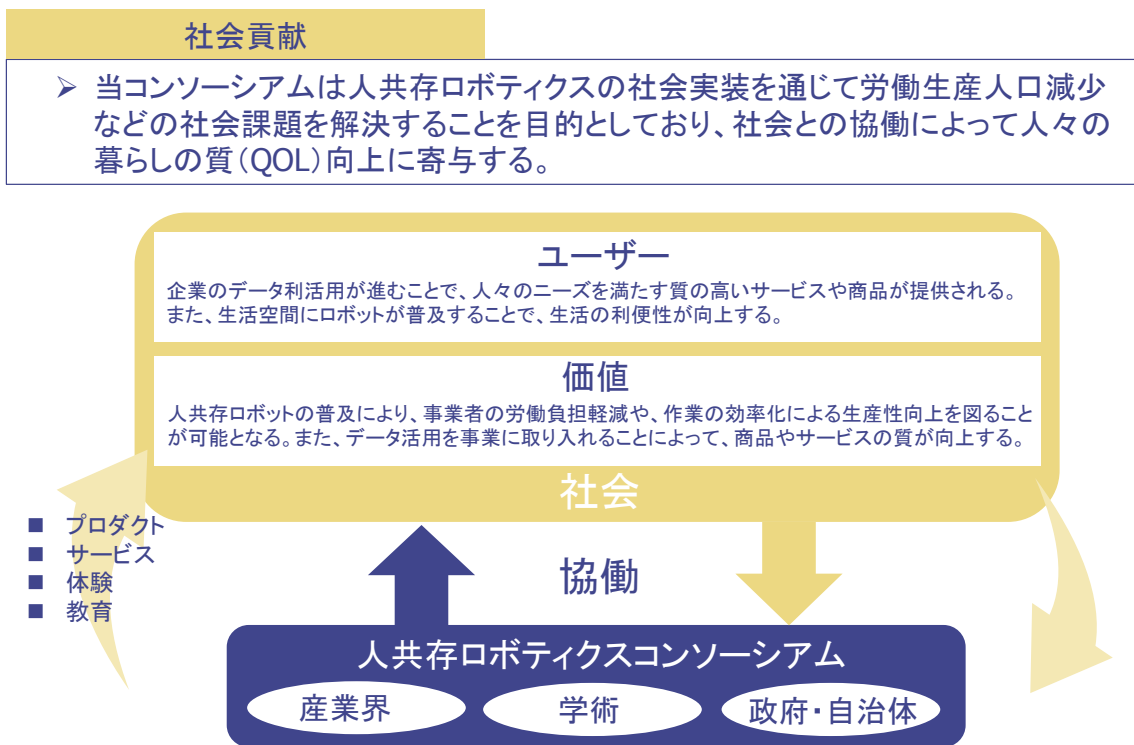 社会貢献
➢ 当コンソーシアムは人共存ロボティクスの社会実装を通じて労働生産人口減少
などの社会課題を解決することを目的としており、社会との協働によって人々の
暮らしの質（QOL）向上に寄与する。
ユーザー
企業のデータ利活用が進むことで、人々のニーズを満たす質の高いサービスや商品が提供される。
また、生活空間にロボットが普及することで、生活の利便性が向上する。
価値
人共存ロボットの普及により、事業者の労働負担軽減や、作業の効率化による生産性向上を図ること
が可能となる。また、データ活用を事業に取り入れることによって、商品やサービスの質が向上する。
社会
■ プロダクト
■ サービス
■ 体験
■ 教育
協働
人共存ロボティクスコンソーシアム
産業界
学術
政府・自治体